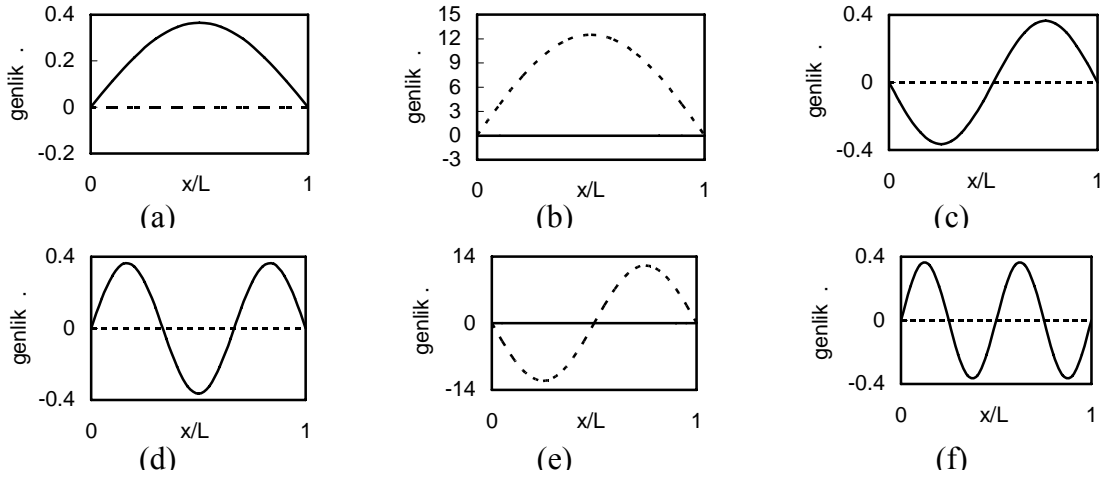 0.4
0.2
0
-0.2
genlik .
0 x/L 1
(a)
15
12
9
6
3
0
-3
genlik .
0 x/L 1
(b)
0.4
0
-0.4
genlik .
0 x/L 1
(c)
0.4
0
-0.4
genlik .
0 x/L 1
(d)
14
0
-14
genlik .
0 x/L 1
(e)
0.4
0
-0.4
genlik .
0 x/L 1
(f)